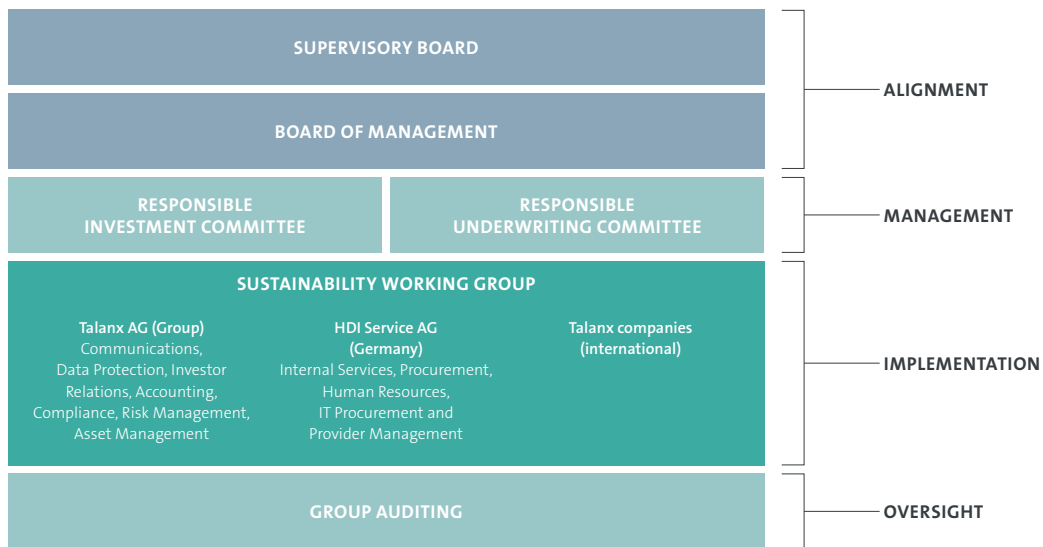 SUPERVISORY BOARD
BOARD OF MANAGEMENT
ALIGNMENT
RESPONSIBLE
INVESTMENT COMMITTEE
RESPONSIBLE
UNDERWRITING COMMITTEE
MANAGEMENT
SUSTAINABILITY WORKING GROUP
Talanx AG (Group)
Communications,
Data Protection, Investor
Relations, Accounting,
Compliance, Risk Management,
Asset Management
HDI Service AG
(Germany)
Internal Services, Procurement,
Human Resources,
IT Procurement and
Provider Management
Talanx companies
(international)
IMPLEMENTATION
GROUP AUDITING
OVERSIGHT